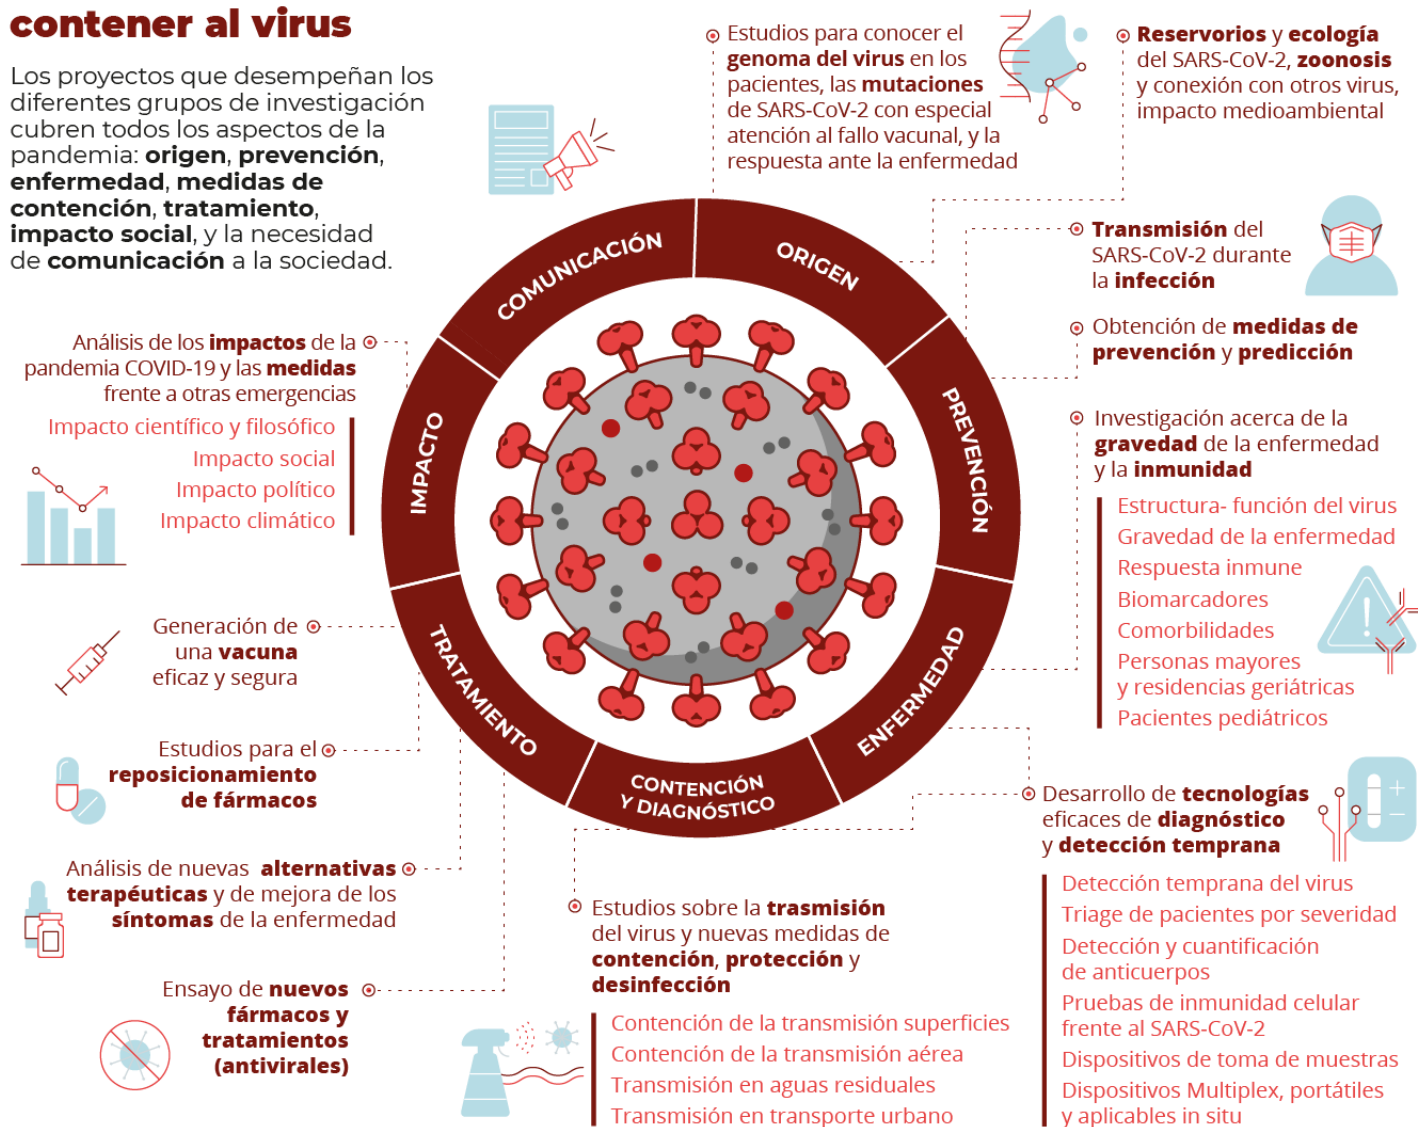 contener al virus
Los proyectos que desempeñan los
diferentes grupos de investigación
cubren todos los aspectos de la
pandemia: origen, prevención,
enfermedad, medidas de
contención, tratamiento,
impacto social, y la necesidad
de comunicación a la sociedad.
Estudios para conocer el
genoma del virus en los
pacientes, las mutaciones
de SARS-CoV-2 con especial
atención al fallo vacunal, y la
respuesta ante la enfermedad
Reservorios y ecología
del SARS-CoV-2, zoonosis
y conexión con otros virus,
impacto medioambiental
Transmisión del
SARS-CoV-2 durante
la infección
Obtención de medidas de
prevención y predicción
Investigación acerca de la
gravedad de la enfermedad
y la inmunidad
Estructura- función del virus
Gravedad de la enfermedad
Respuesta inmune
Biomarcadores
Comorbilidades
Personas mayores
y residencias geriátricas
Pacientes pediátricos
Desarrollo de tecnologías
eficaces de diagnóstico
y detección temprana
Detección temprana del virus
Triage de pacientes por severidad
Detección y cuantificación
de anticuerpos
Pruebas de inmunidad celular
frente al SARS-CoV-2
Dispositivos de toma de muestras
Dispositivos Multiplex, portátiles
y aplicables in situ
COMUNICACIÓN
ORIGEN
PREVENCIÓN
ENFERMEDAD
CONTENCIÓN
Y DIAGNÓSTICO
TRATAMIENTO
IMPACTO
Análisis de los impactos de la
pandemia COVID-19 y las medidas
frente a otras emergencias
Impacto científico y filosófico
Impacto social
Impacto político
Impacto climático
Generación de
una vacuna
eficaz y segura
Estudios para el
reposicionamiento
de fármacos
Análisis de nuevas alternativas
terapéuticas y de mejora de los
síntomas de la enfermedad
Ensayo de nuevos
fármacos y
tratamientos
(antivirales)
Estudios sobre la trasmisión
del virus y nuevas medidas de
contención, protección y
desinfección
Contención de la transmisión superficies
Contención de la transmisión aérea
Transmisión en aguas residuales
Transmisión en transporte urbano